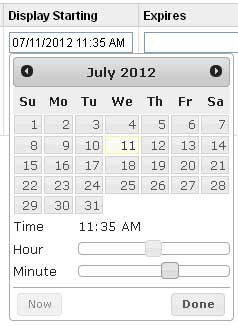 Display Starting Expires
07/11/2012 11:35 AM
July 2012
Su Mo Tu We Th Fr Sa
1 2 3 4 5 6 7
8 9 10 11 12 13 14
15 16 17 18 19 20 21
22 23 24 25 26 27 28
29 30 31
Time 11:35 AM
Hour
Minute
Now Done